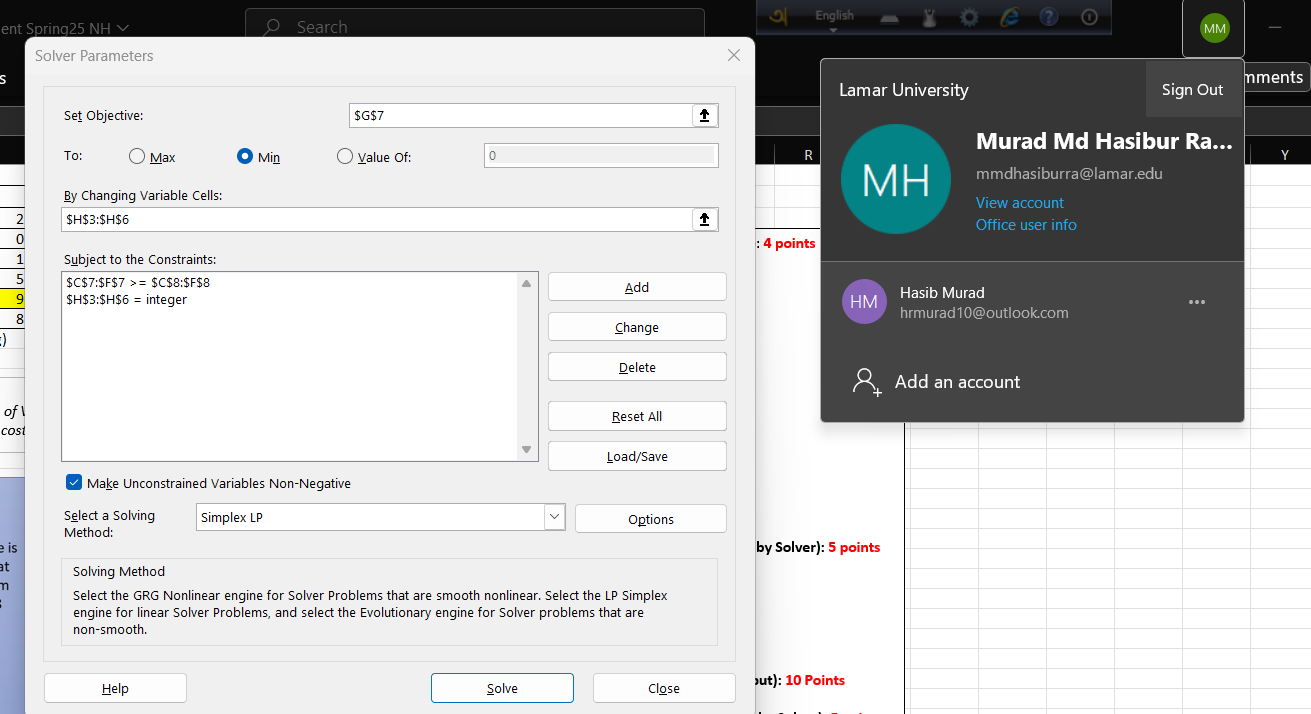 ent Spring25 NH
Search
English
MM
Solver Parameters
s
mments
Lamar University
Sign Out
Murad Md Hasibur Ra...
mmdhasiburra@lamar.edu
View account
Office user info
Hasib Murad
HM
MH
hrmurad10@outlook.com
Add an account
R
Y
Set Objective:
$G$7
To:
Max
Min
Value Of:
0
By Changing Variable Cells:
$H$3:$H$6
Subject to the Constraints:
$C$7:$F$7 >= $C$8:$F$8
$H$3:$H$6 = integer
Add
Change
Delete
Reset All
Load/Save
Make Unconstrained Variables Non-Negative
Select a Solving
Method:
Simplex LP
Options
Solving Method
Select the GRG Nonlinear engine for Solver Problems that are smooth nonlinear. Select the LP Simplex
engine for linear Solver Problems, and select the Evolutionary engine for Solver problems that are
non-smooth.
Help
Solve
Close
2
0
1
5
9
8
of V
cost
e is
at
m
: 4 points
by Solver): 5 points
out): 10 Points